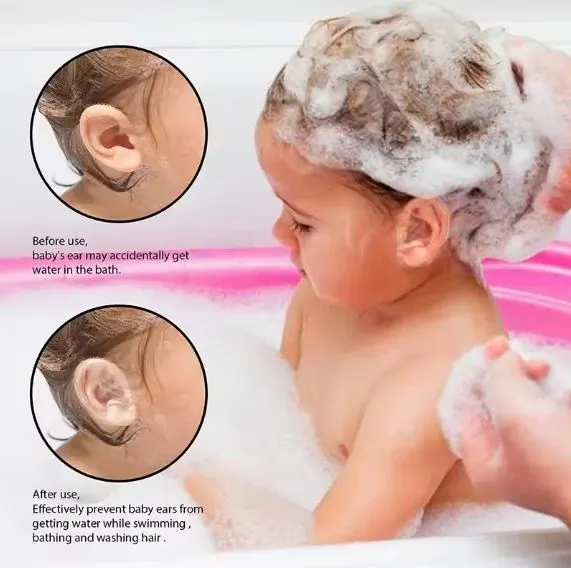 Before use,
baby's ear may accidentally get
water in the bath.
After use,
Effectively prevent baby ears from
getting water while swimming ,
bathing and washing hair .